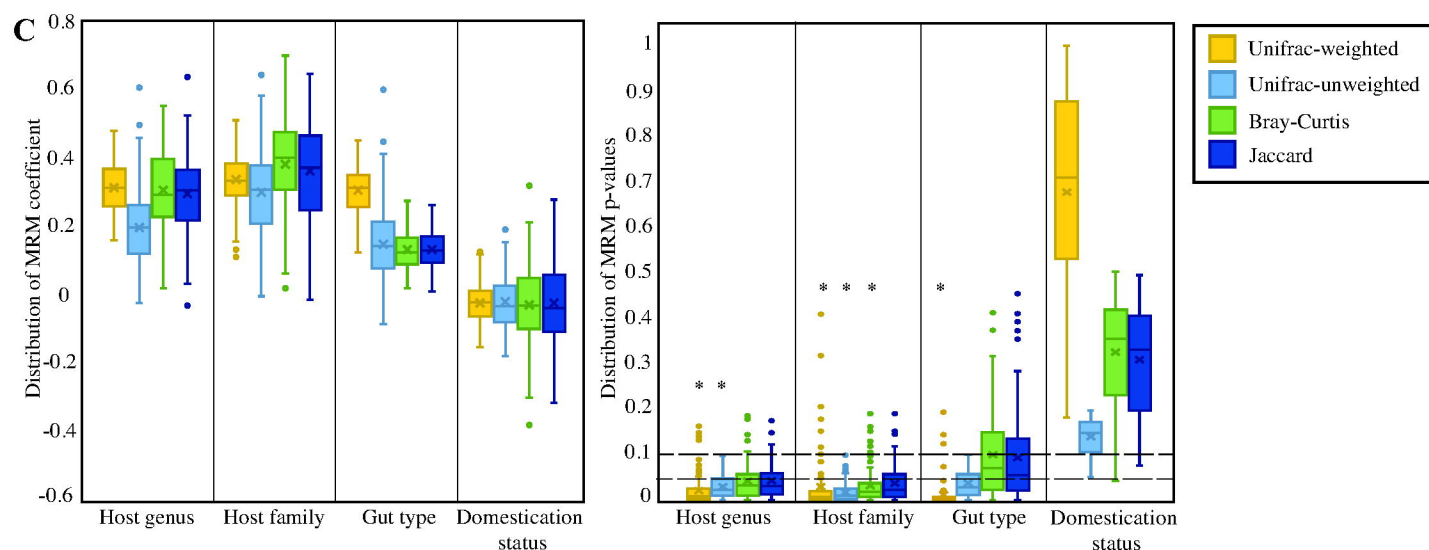 C
Distribution of MRM coefficient
0.8
0.6
0.4
0.2
0
-0.2
-0.4
-0.6
Host genus
Host family
Gut type
Domestication
status
Distribution of MRM p-values
1
0.9
0.8
0.7
0.6
0.5
0.4
0.3
0.2
0.1
0
* *
* * *
*
Host genus
Host family
Gut type
Domestication
status
Unifrac-weighted
Unifrac-unweighted
Bray-Curtis
Jaccard